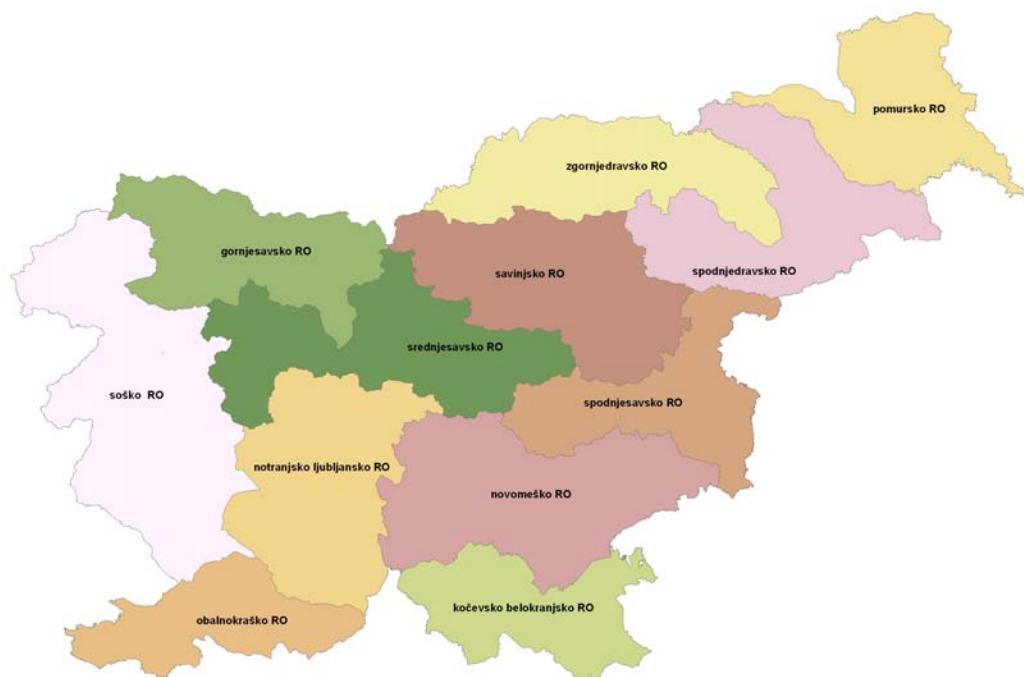 pomursko RO
zgornjedravsko RO
gornjesavsko RO
savinjsko RO
spodnjedravsko RO
srednjesavsko RO
soško RO
spodnjesavsko RO
notranjsko ljubljansko RO
novomeško RO
kočevsko belokranjsko RO
obalnokraško RO